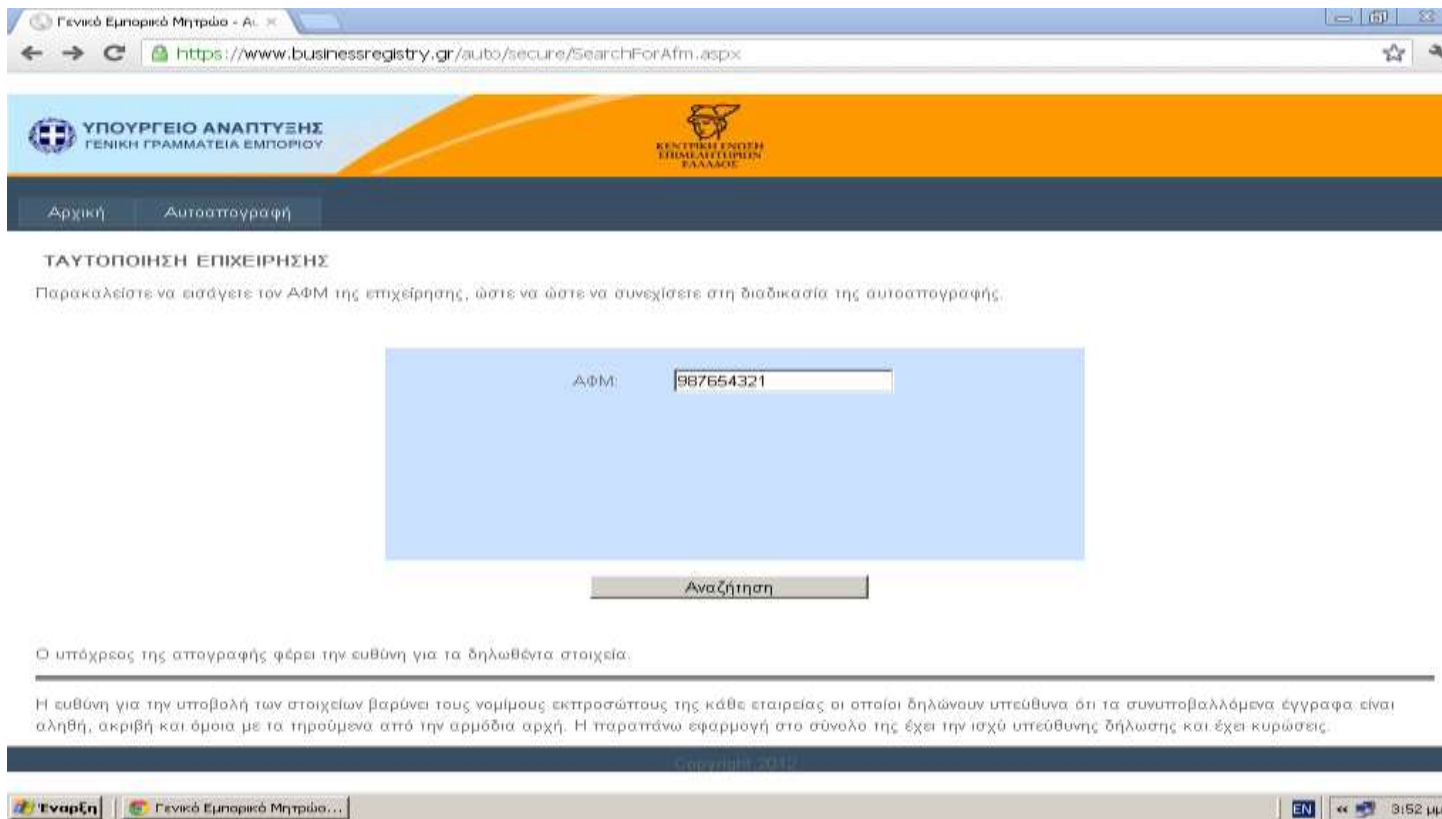 Γενικό Εμπορικό Μητρώο - Αι
https://www.businessregistry.gr/auto/secure/SearchForAfm.aspx
ΥΠΟΥΡΓΕΙΟ ΑΝΑΠΤΥΞΗΣ
ΓΕΝΙΚΗ ΓΡΑΜΜΑΤΕΙΑ ΕΜΠΟΡΙΟΥ
ΚΕΝΤΡΙΚΗ ΕΝΩΣΗ
ΕΠΙΜΕΛΗΤΗΡΙΩΝ
ΕΛΛΑΔΟΣ
Αρχική Αυτοαπογραφή
ΤΑΥΤΟΠΟΙΗΣΗ ΕΠΙΧΕΙΡΗΣΗΣ
Παρακαλείστε να εισάγετε τον ΑΦΜ της επιχείρησης, ώστε να ώστε να συνεχίσετε στη διαδικασία της αυτοαπογραφής.
ΑΦΜ: 987654321
Αναζήτηση
Ο υπόχρεος της απογραφής φέρει την ευθύνη για τα δηλωθέντα στοιχεία.
Η ευθύνη για την υποβολή των στοιχείων βαρύνει τους νομίμους εκπροσώπους της κάθε εταιρείας οι οποίοι δηλώνουν υπεύθυνα ότι τα συνυποβαλλόμενα έγγραφα είναι
αληθή, ακριβή και όμοια με τα τηρούμενα από την αρμόδια αρχή. Η παραπάνω εφαρμογή στο σύνολο της έχει την ισχύ υπεύθυνης δήλωσης και έχει κυρώσεις.
Copyright 2012
Έναρξη Γενικό Εμπορικό Μητρώο... EN 3:52 μμ